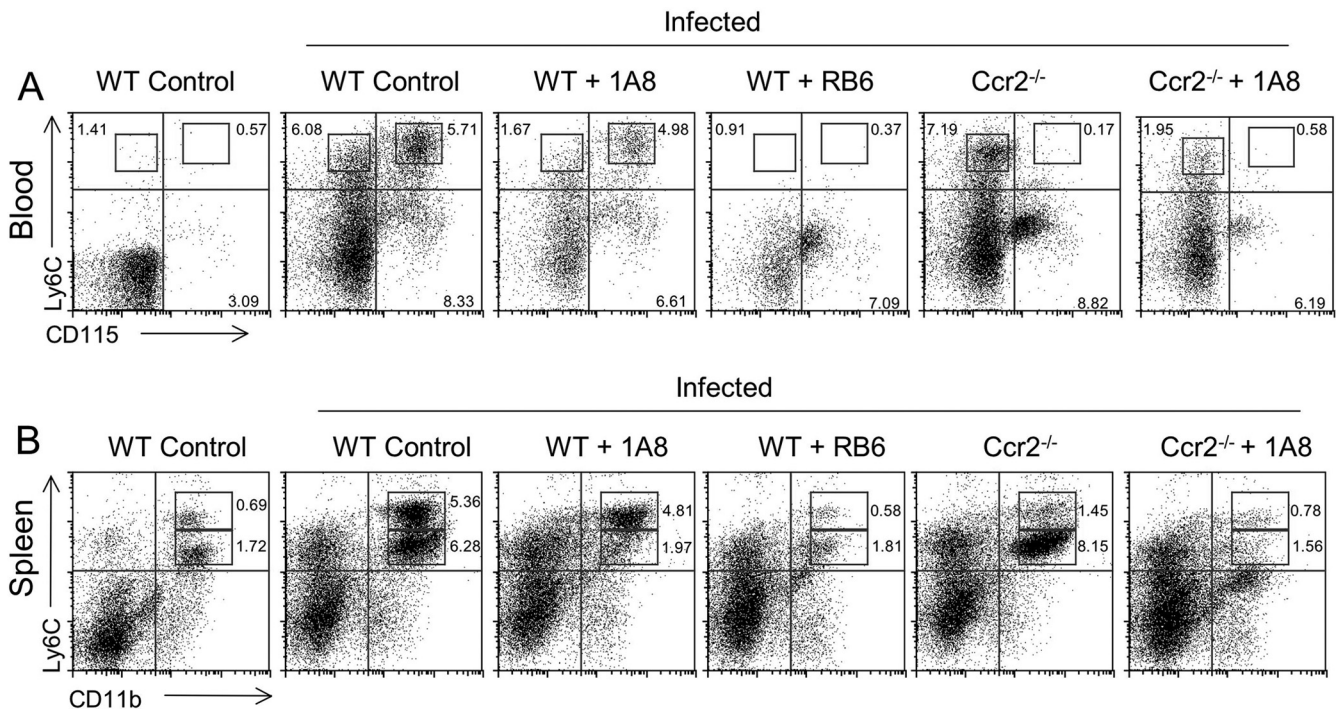 Infected
A
WT Control
WT Control
WT + 1A8
WT + RB6
Ccr2-/-
Ccr2-/- + 1A8
Blood
Ly6C
1.41
0.57
3.09
6.08
5.71
8.33
1.67
4.98
6.61
0.91
0.37
7.09
7.19
0.17
8.82
1.95
0.58
6.19
CD115
Infected
B
WT Control
WT Control
WT + 1A8
WT + RB6
Ccr2-/-
Ccr2-/- + 1A8
Spleen
Ly6C
0.69
1.72
5.36
6.28
4.81
1.97
0.58
1.81
1.45
8.15
0.78
1.56
CD11b